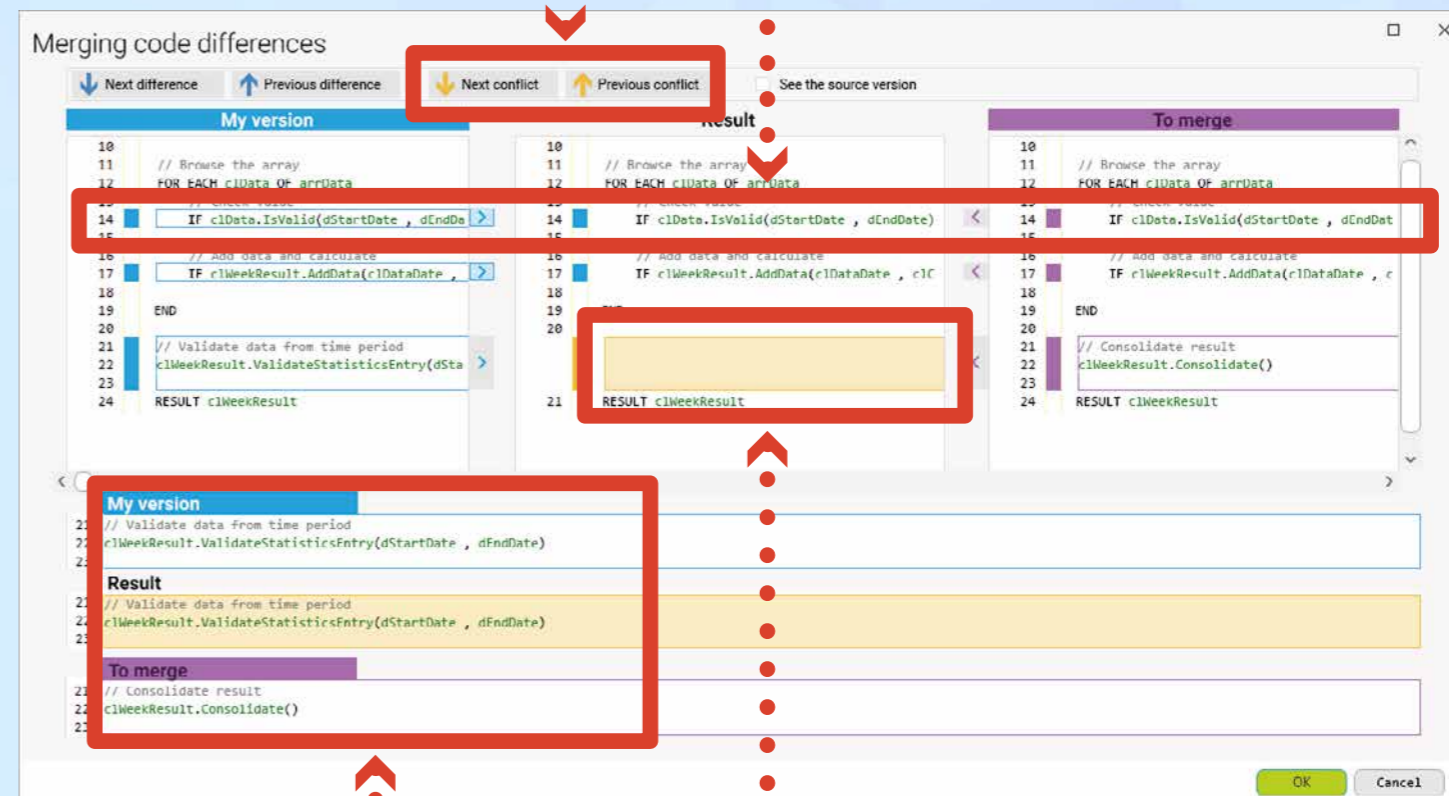 Merging code differences
Next difference Previous difference Next conflict Previous conflict See the source version
My version Result To merge
10 10 10
11 // Browse the array 11 // Browse the array 11 // Browse the array
12 FOR EACH clData OF arrData 12 FOR EACH clData OF arrData 12 FOR EACH clData OF arrData
14 IF clData.IsValid(dStartDate , dEndDa 14 IF clData.IsValid(dStartDate , dEndDate) 14 IF clData.IsValid(dStartDate , dEndDat
16 // Add data and calculate 16 // Add data and calculate 16 // Add data and calculate
17 IF clWeekResult.AddData(clDataDate , 17 IF clWeekResult.AddData(clDataDate , clC 17 IF clWeekResult.AddData(clDataDate , c
18 18 18
19 END 19 19 END
20 20 20
21 // Validate data from time period 21 // Consolidate result
22 clWeekResult.ValidateStatisticsEntry(dSta 22 clWeekResult.Consolidate()
23 23
24 RESULT clWeekResult 21 RESULT clWeekResult 24 RESULT clWeekResult
My version
21 // Validate data from time period
22 clWeekResult.ValidateStatisticsEntry(dStartDate , dEndDate)
Result
21 // Validate data from time period
22 clWeekResult.ValidateStatisticsEntry(dStartDate , dEndDate)
23
To merge
21 // Consolidate result
22 clWeekResult.Consolidate()
23
OK Cancel